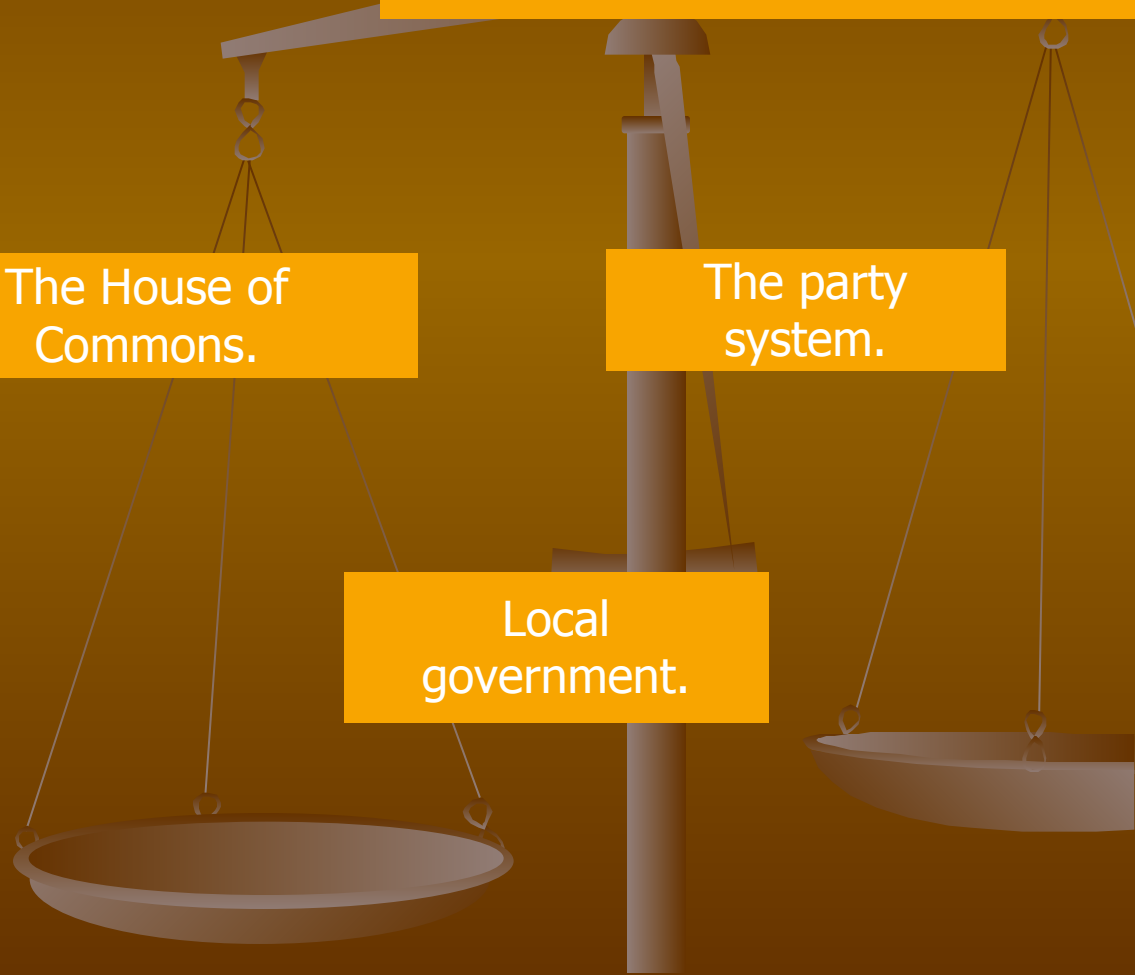 The House of
Commons.
The party
system.
Local
government.